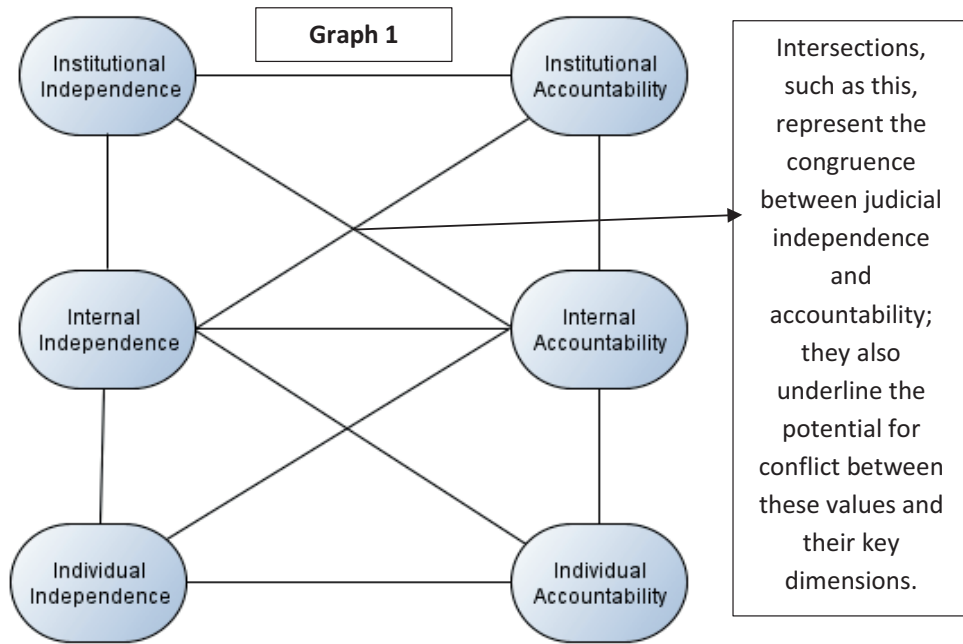 Graph 1
Institutional
Independence
Institutional
Accountability
Internal
Independence
Internal
Accountability
Individual
Independence
Individual
Accountability
Intersections,
such as this,
represent the
congruence
between judicial
independence
and
accountability;
they also
underline the
potential for
conflict between
these values and
their key
dimensions.